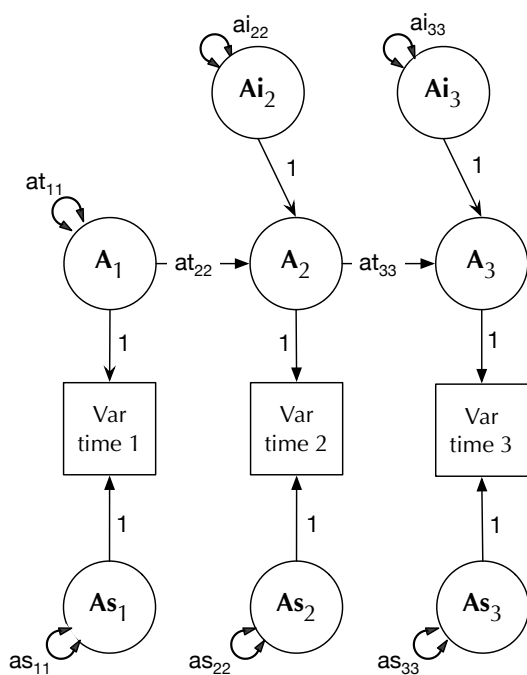 ai22 ai33
Ai2 Ai3
1 1
at11
A1 at22 A2 at33 A3
1 1 1
Var Var Var
time 1 time 2 time 3
1 1 1
As1 As2 As3
as11 as22 as33